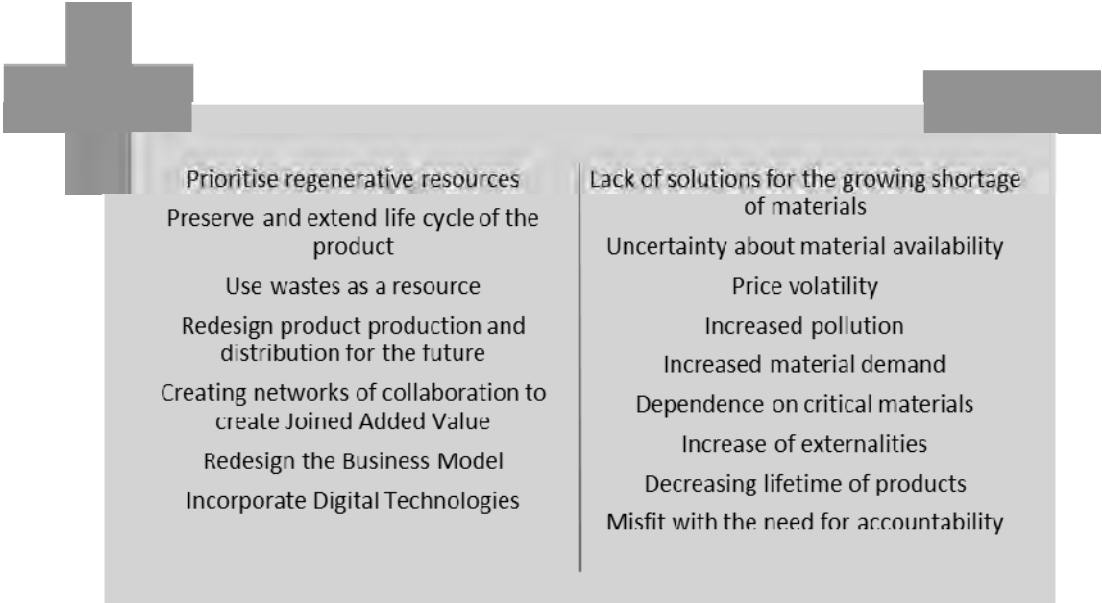 Prioritise regenerative resources
Preserve and extend life cycle of the
product
Use wastes as a resource
Redesign product production and
distribution for the future
Creating networks of collaboration to
create Joined Added Value
Redesign the Business Model
Incorporate Digital Technologies
Lack of solutions for the growing shortage
of materials
Uncertainty about material availability
Price volatility
Increased pollution
Increased material demand
Dependence on critical materials
Increase of externalities
Decreasing lifetime of products
Misfit with the need for accountability